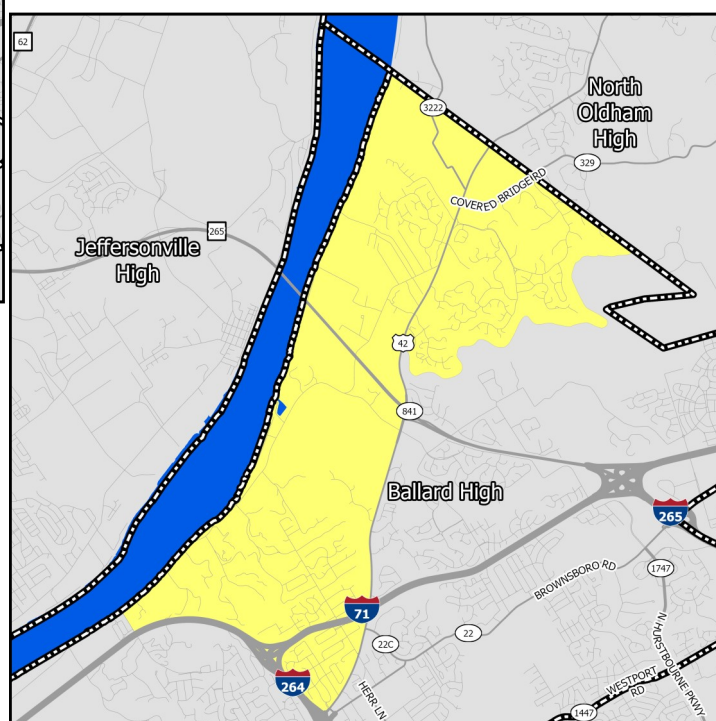 62
North
Oldham
High
3222
329
COVERED BRIDGE RD
265
Jeffersonville
High
42
841
Ballard High
265
BROWNSBORO RD
1747
71
22
22C
N HURSTBOURNE PKWY
264
HERR LN
WESTPORT
RD
1447